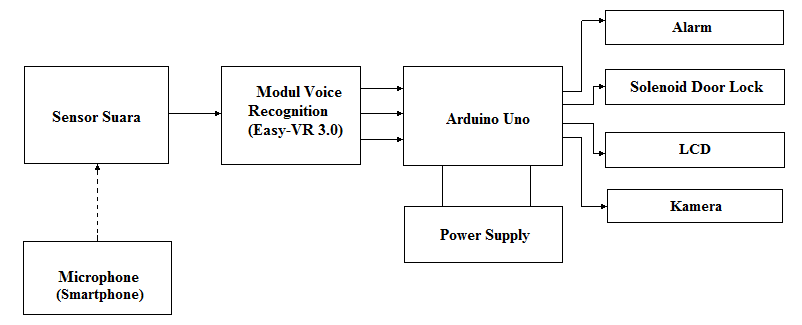 Alarm
Solenoid Door Lock
Sensor Suara
Modul Voice
Recognition
(Easy-VR 3.0)
Arduino Uno
LCD
Kamera
Power Supply
Microphone
(Smartphone)